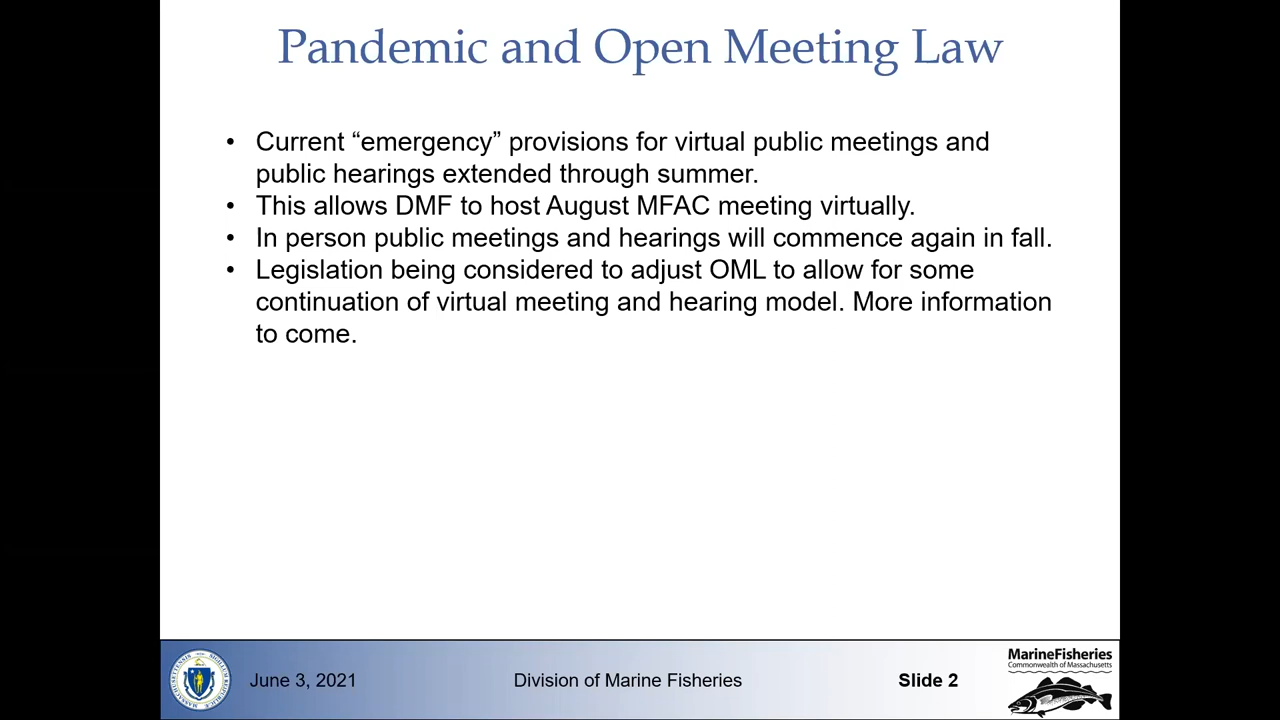 Pandemic and Open Meeting Law
• Current “emergency” provisions for virtual public meetings and
public hearings extended through summer.
• This allows DMF to host August MFAC meeting virtually.
• In person public meetings and hearings will commence again in fall.
• Legislation being considered to adjust OML to allow for some
continuation of virtual meeting and hearing model. More information
to come.
June 3, 2021
Division of Marine Fisheries
Slide 2
MarineFisheries
Commonwealth of Massachusetts